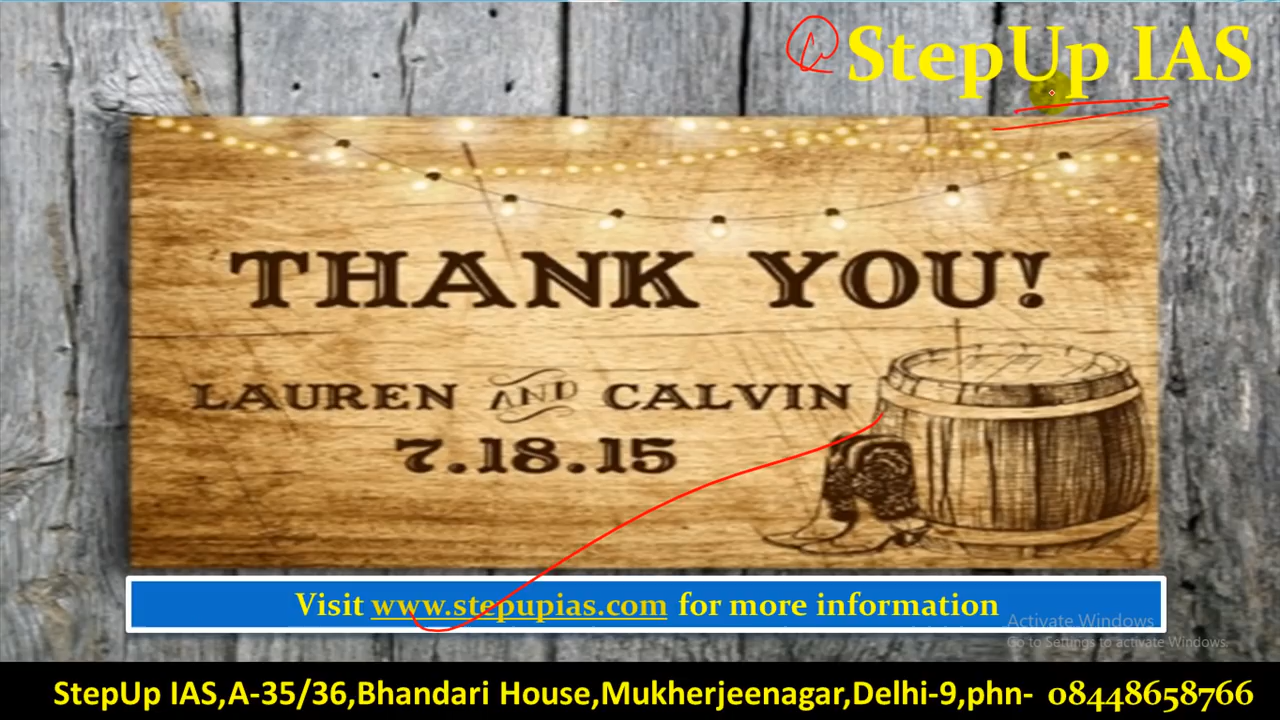 StepUp IAS
THANK YOU!
LAUREN AND CALVIN
7.18.15
Visit www.stepupias.com for more information
Activate Windows
Go to Settings to activate Windows.
StepUp IAS,A-35/36,Bhandari House,Mukherjeenagar,Delhi-9,phn- 08448658766